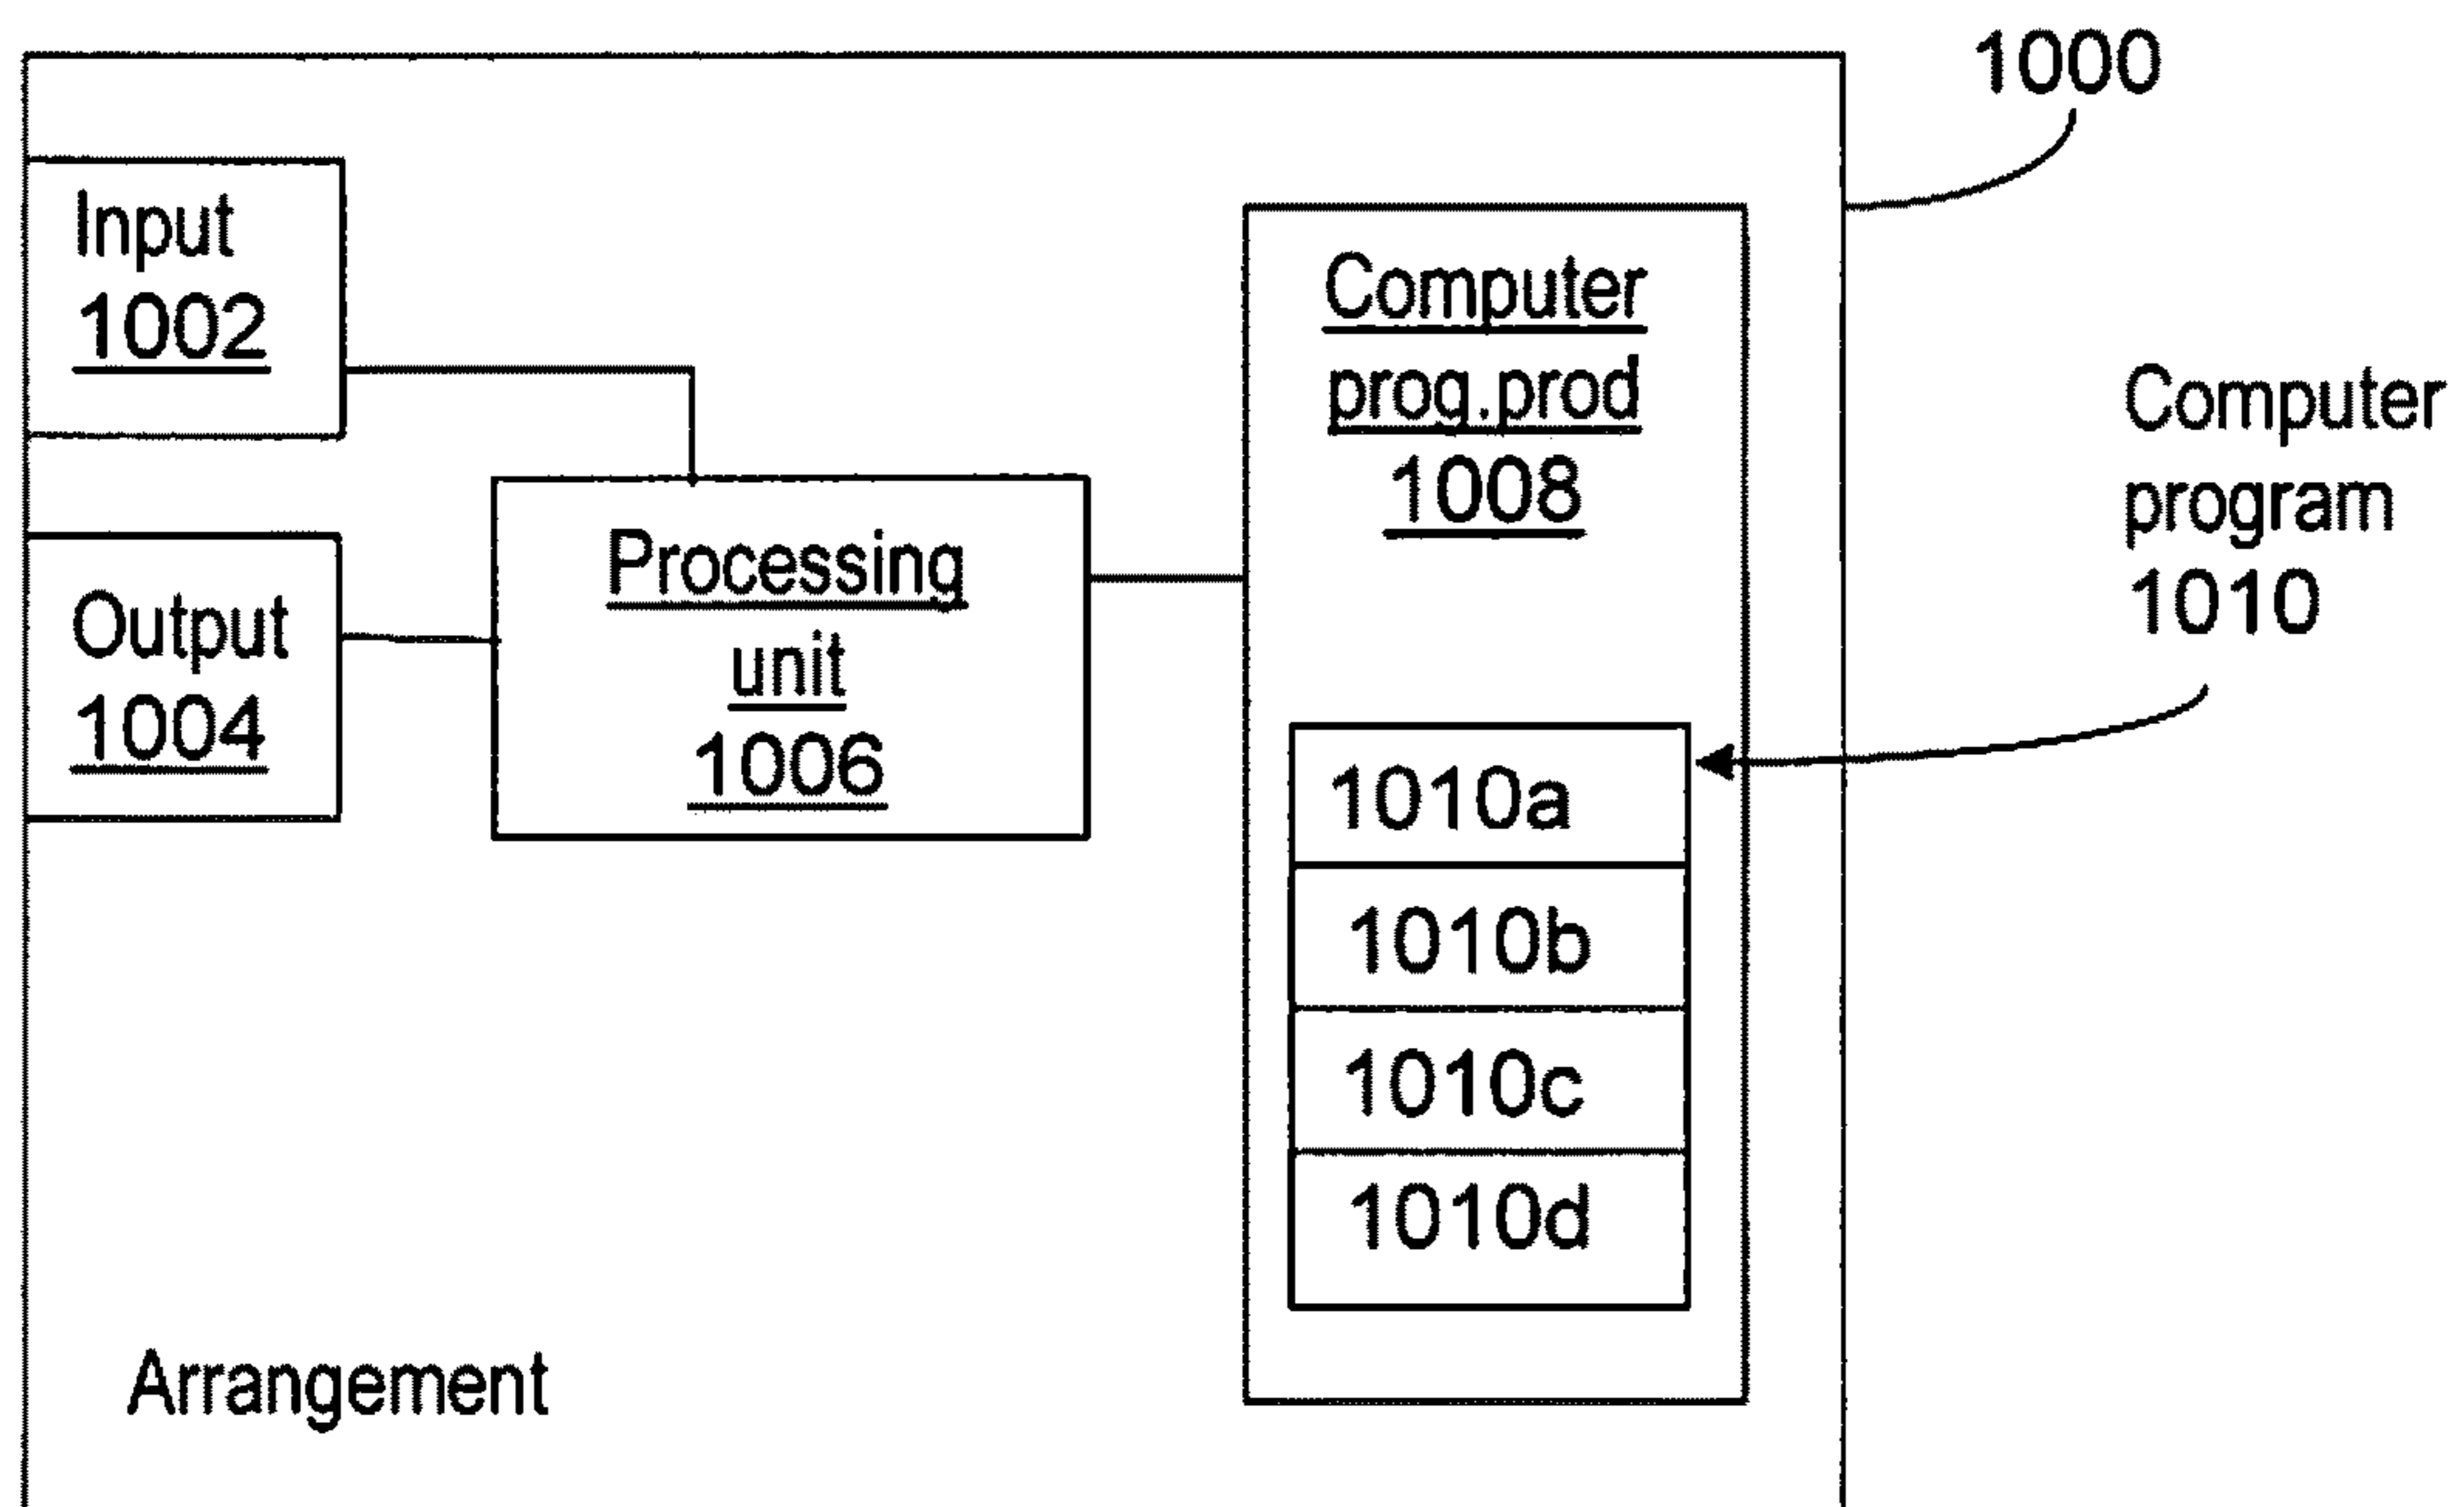 1000
Input
1002
Computer
prog.prod
1008
Computer
program
1010
Processing
unit
1006
Output
1004
1010a
1010b
1010c
1010d
Arrangement